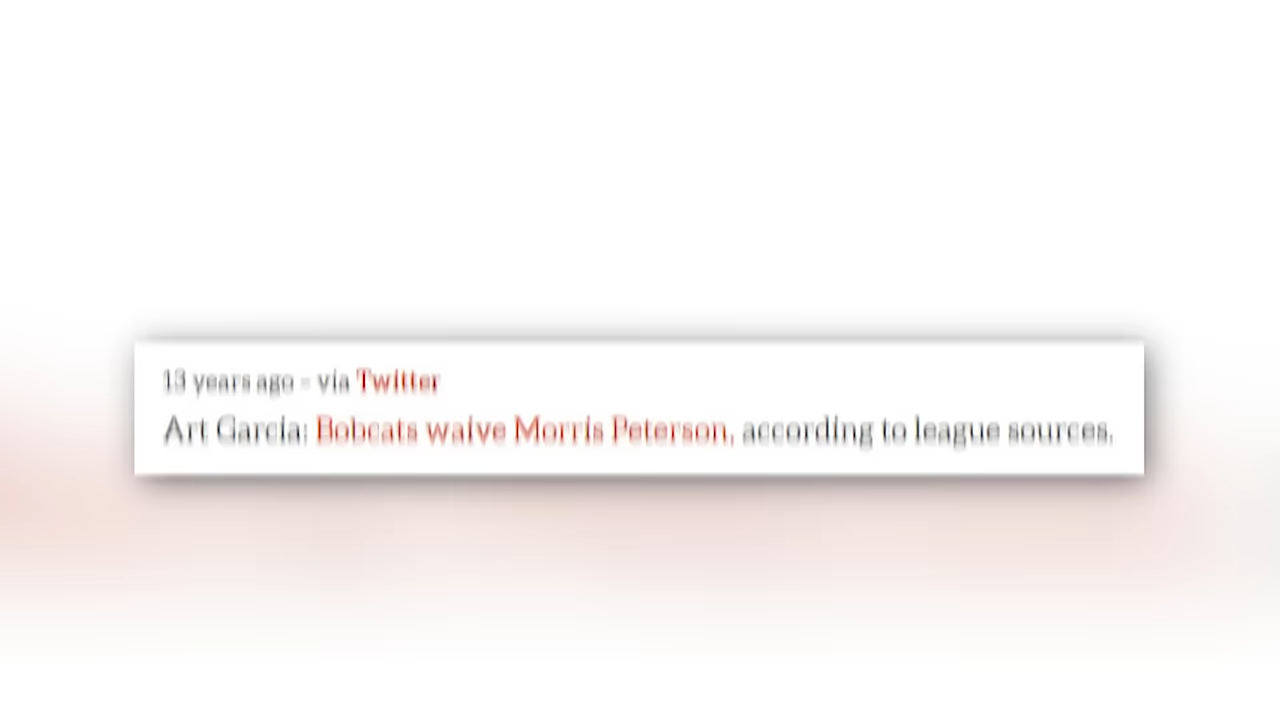 13 years ago – via Twitter
Art Garcia: Bobcats waive Morris Peterson, according to league sources.